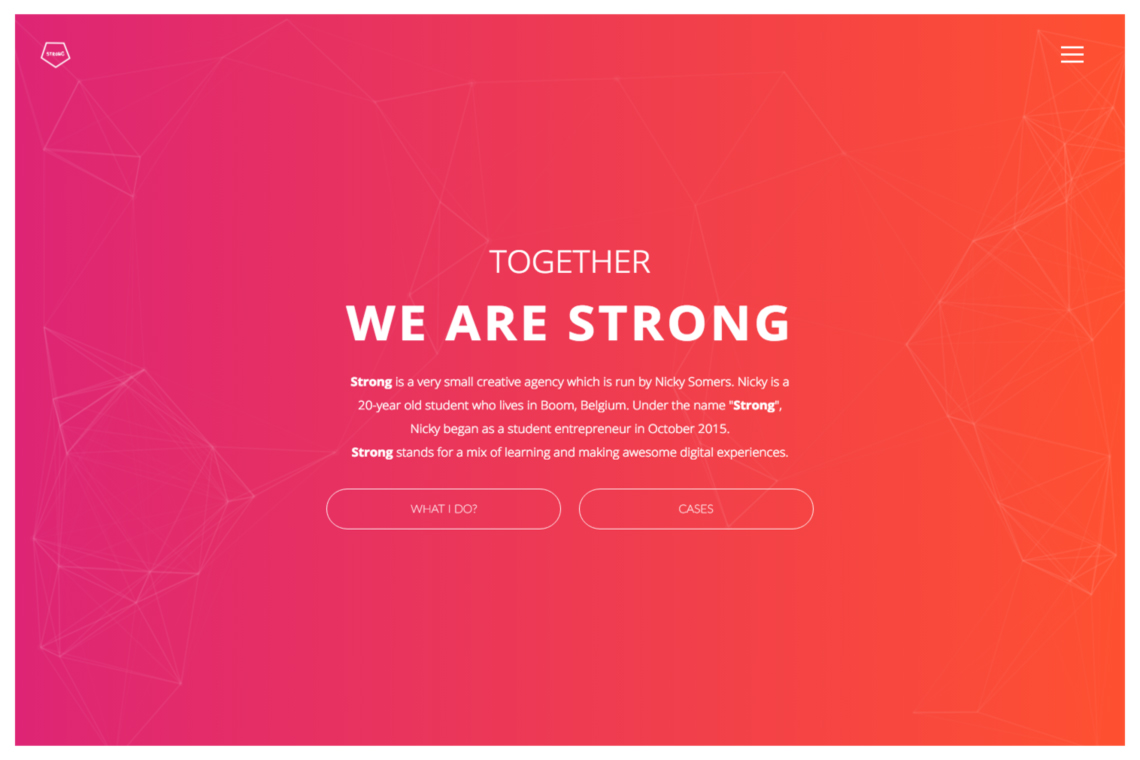 STRONG
TOGETHER
WE ARE STRONG
Strong is a very small creative agency which is run by Nicky Somers. Nicky is a
20-year old student who lives in Boom, Belgium. Under the name "Strong",
Nicky began as a student entrepreneur in October 2015.
Strong stands for a mix of learning and making awesome digital experiences.
WHAT I DO?
CASES